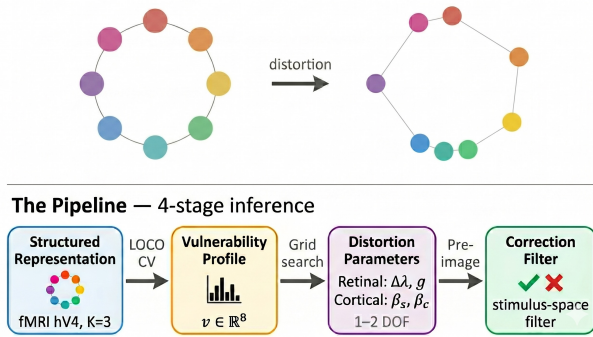 distortion
The Pipeline — 4-stage inference
Structured
Representation
fMRI hV4, K=3
LOCO
CV
Vulnerability
Profile
v ∈ ℝ⁸
Grid
search
Distortion
Parameters
Retinal: Δλ, g
Cortical: βₛ, β_c
1–2 DOF
Pre-
image
Correction
Filter
stimulus-space
filter